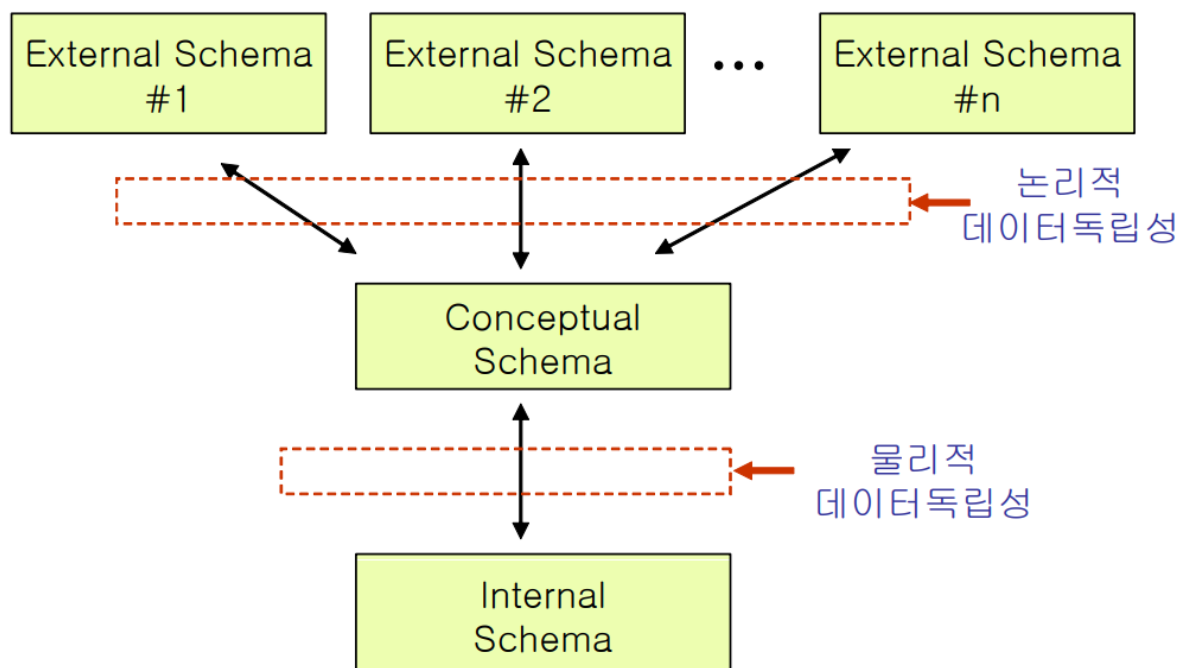 External Schema
#1
External Schema
#2
...
External Schema
#n
논리적
데이터독립성
Conceptual
Schema
물리적
데이터독립성
Internal
Schema